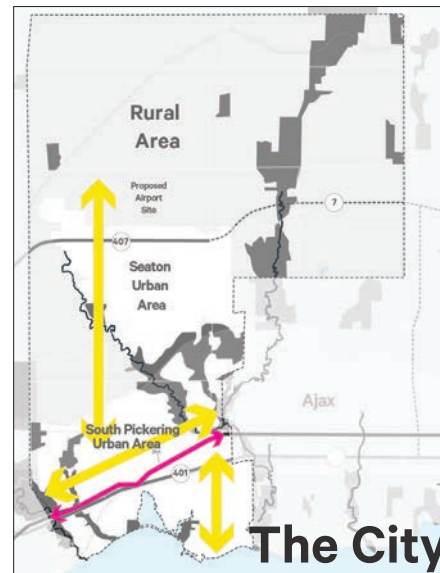 Rural
Area
Proposed
Airport
Site
7
407
Seaton
Urban
Area
Ajax
South Pickering
Urban Area
401
The City